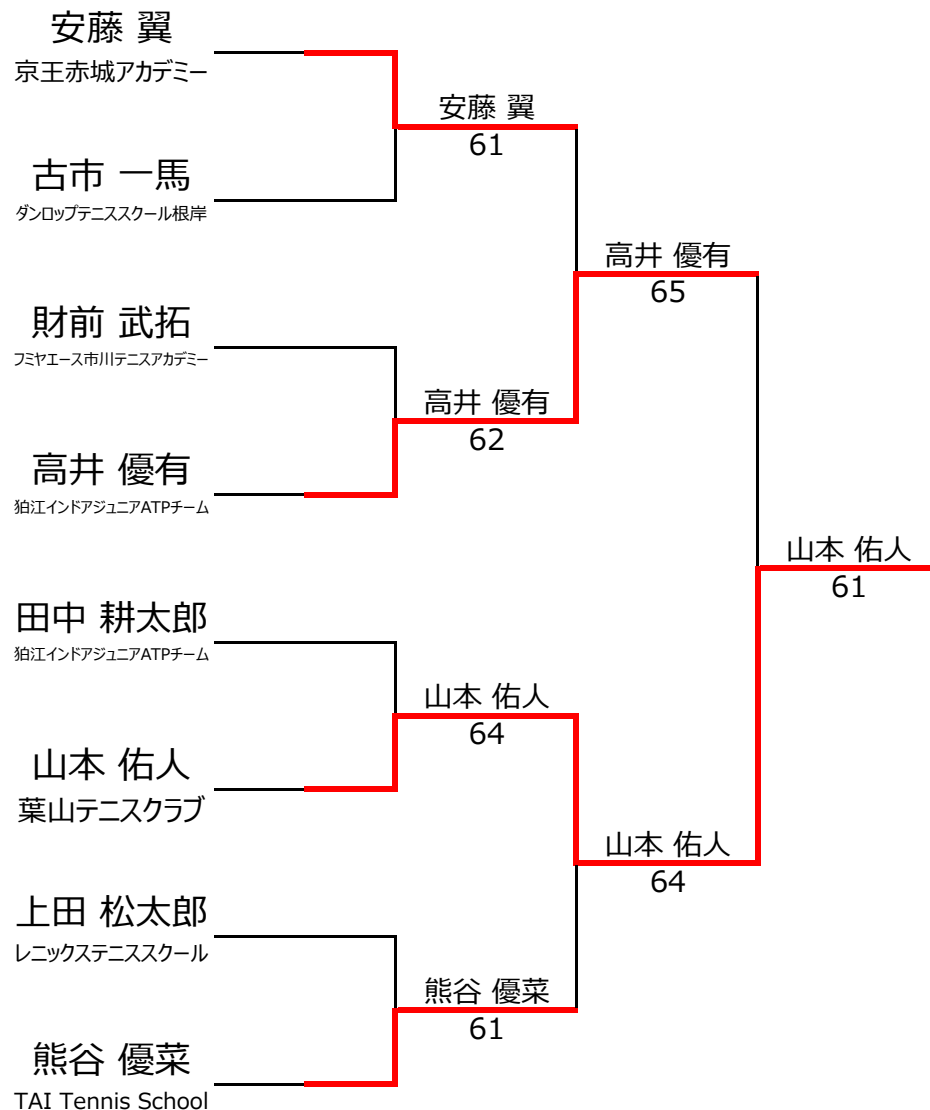 安藤 翼
京王赤城アカデミー
安藤 翼
61
古市 一馬
ダンロップテニススクール根岸
高井 優有
65
財前 武拓
フミヤエース市川テニスアカデミー
高井 優有
62
高井 優有
狛江インドアジュニアATPチーム
山本 佑人
61
田中 耕太郎
狛江インドアジュニアATPチーム
山本 佑人
64
山本 佑人
葉山テニスクラブ
山本 佑人
64
上田 松太郎
レニックステニススクール
熊谷 優菜
61
熊谷 優菜
TAI Tennis School